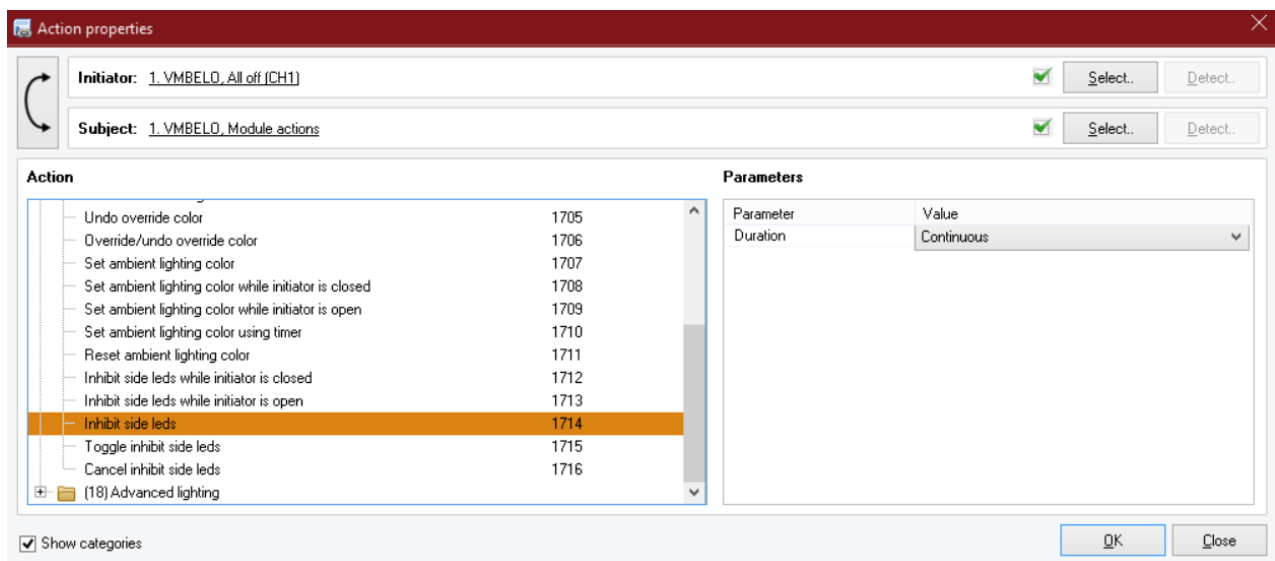 Action properties
Initiator: 1. VMBELO, All off (CH1) Select.. Detect..
Subject: 1. VMBELO, Module actions Select.. Detect..
Action
Undo override color 1705
Override/undo override color 1706
Set ambient lighting color 1707
Set ambient lighting color while initiator is closed 1708
Set ambient lighting color while initiator is open 1709
Set ambient lighting color using timer 1710
Reset ambient lighting color 1711
Inhibit side leds while initiator is closed 1712
Inhibit side leds while initiator is open 1713
Inhibit side leds 1714
Toggle inhibit side leds 1715
Cancel inhibit side leds 1716
(18) Advanced lighting
Parameters
Parameter Value
Duration Continuous
Show categories
OK Close